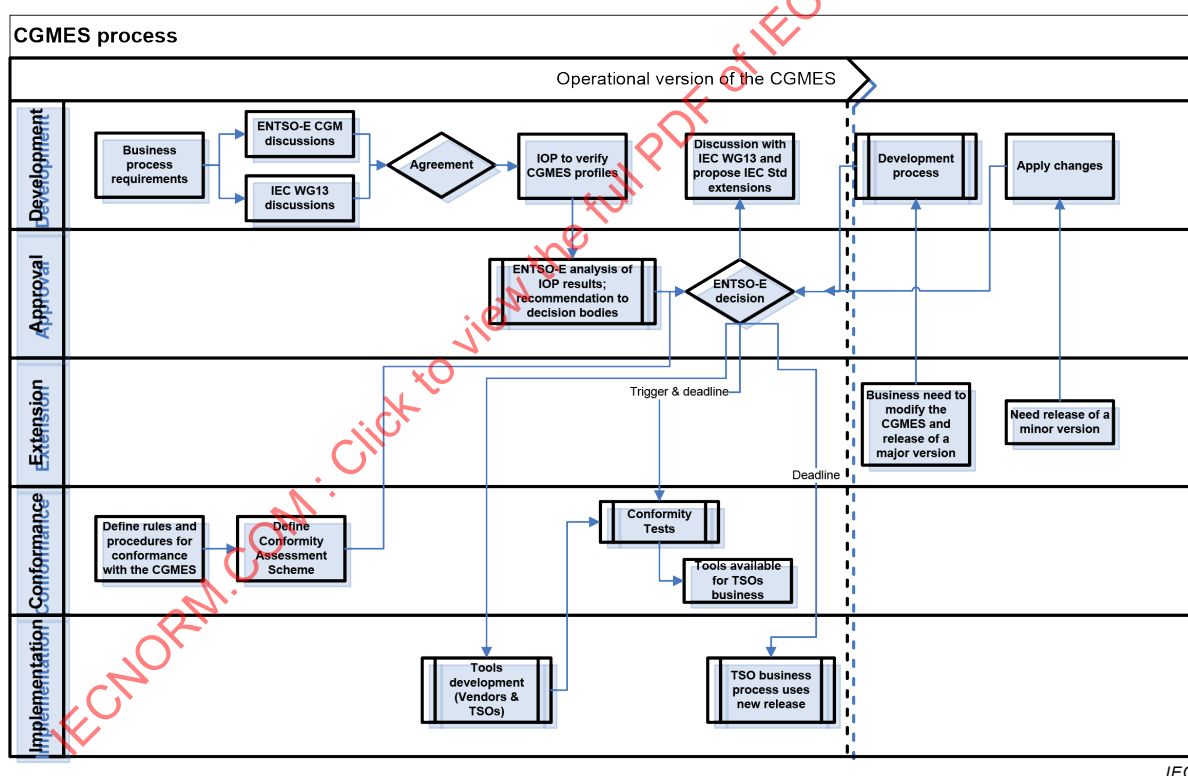 CGMES process
Operational version of the CGMES
Development
Business
process
requirements
ENTSO-E CGM
discussions
IEC WG13
discussions
Agreement
IOP to verify
CGMES profiles
Discussion with
IEC WG13 and
propose IEC Std
extensions
Development
process
Apply changes
Approval
ENTSO-E analysis of
IOP results;
recommendation to
decision bodies
ENTSO-E
decision
Extension
Trigger & deadline
Business need to
modify the
CGMES and
release of a
major version
Need release of a
minor version
Deadline
Conformance
Define rules and
procedures for
conformance
with the CGMES
Define
Conformity
Assessment
Scheme
Conformity
Tests
Tools available
for TSOs
business
Implementation
Tools
development
(Vendors &
TSOs)
TSO business
process uses
new release
IECNORM.COM : Click to view the full PDF of IEC
IEC